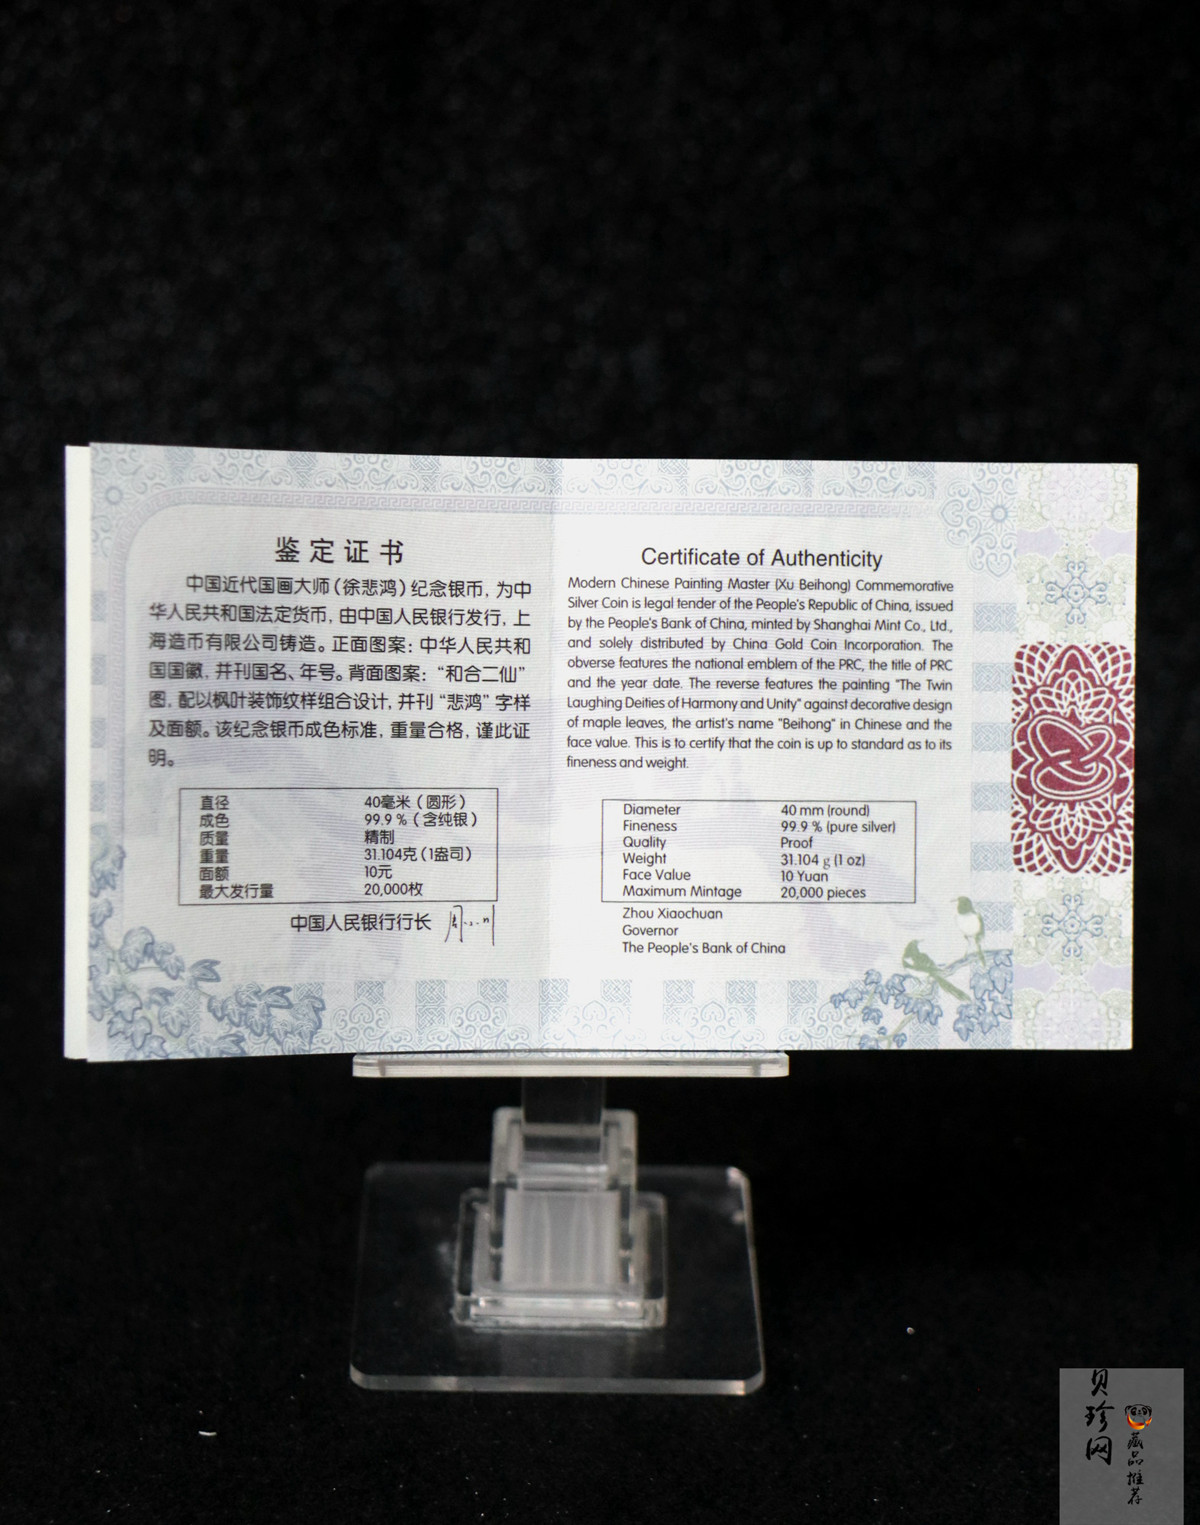 鉴定证书
中国近代国画大师（徐悲鸿）纪念银币，为中
华人民共和国法定货币，由中国人民银行发行，上
海造币有限公司铸造。正面图案：中华人民共和
国国徽，并刊国名、年号。背面图案：“和合二仙”
图，配以枫叶装饰纹样组合设计，并刊“悲鸿”字样
及面额。该纪念银币成色标准，重量合格，谨此证
明。
直径 40毫米（圆形）
成色 99.9 %（含纯银）
质量 精制
重量 31.104克（1盎司）
面额 10元
最大发行量 20,000枚
中国人民银行行长
Certificate of Authenticity
Modern Chinese Painting Master (Xu Beihong) Commemorative
Silver Coin is legal tender of the People's Republic of China, issued
by the People's Bank of China, minted by Shanghai Mint Co., Ltd.,
and solely distributed by China Gold Coin Incorporation. The
obverse features the national emblem of the PRC, the title of PRC
and the year date. The reverse features the painting "The Twin
Laughing Deities of Harmony and Unity" against decorative design
of maple leaves, the artist's name "Beihong" in Chinese and the
face value. This is to certify that the coin is up to standard as to its
fineness and weight.
Diameter 40 mm (round)
Fineness 99.9 % (pure silver)
Quality Proof
Weight 31.104 g (1 oz)
Face Value 10 Yuan
Maximum Mintage 20,000 pieces
Zhou Xiaochuan
Governor
The People's Bank of China
贝珍网
藏品推荐